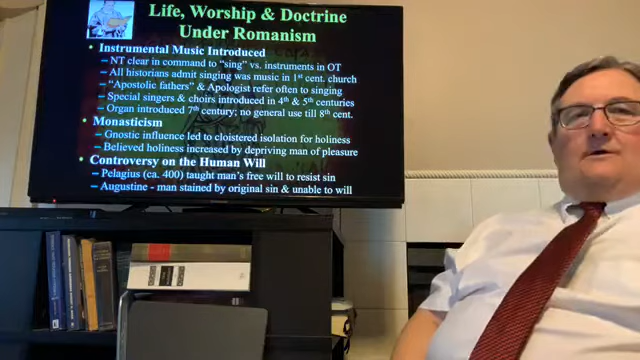 Life, Worship & Doctrine
Under Romanism
• Instrumental Music Introduced
– NT clear in command to "sing" vs. instruments in OT
– All historians admit singing was music in 1st cent. church
– "Apostolic fathers" & Apologist refer often to singing
– Special singers & choirs introduced in 4th & 5th centuries
– Organ introduced 7th century; no general use till 8th cent.
• Monasticism
– Gnostic influence led to cloistered isolation for holiness
– Believed holiness increased by depriving man of pleasure
• Controversy on the Human Will
– Pelagius (ca. 400) taught man's free will to resist sin
– Augustine - man stained by original sin & unable to will